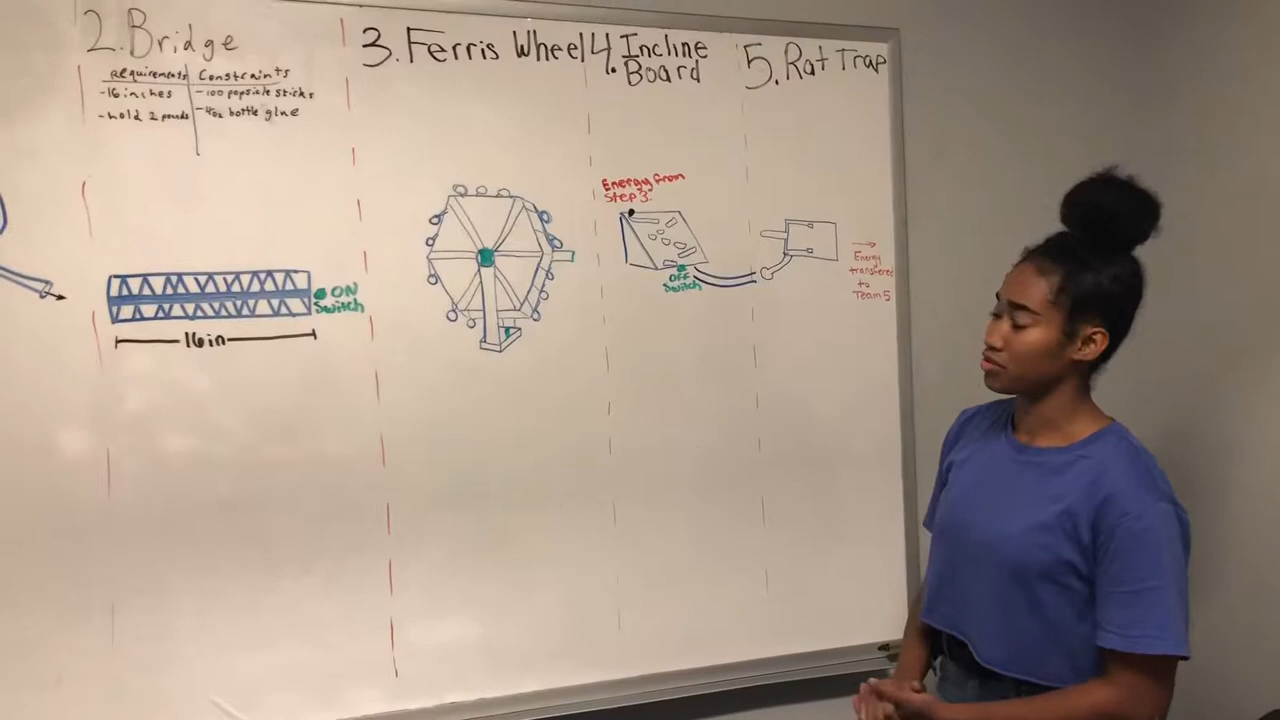 2. Bridge
Requirements Constraints
-16 inches -100 popsicle sticks
-hold 2 pounds -4oz bottle glue
ON
Switch
16in
3. Ferris Wheel
4. Incline
Board
Energy from
Step 3.
OFF
Switch
5. Rat Trap
Energy
transfered
to
Team 5